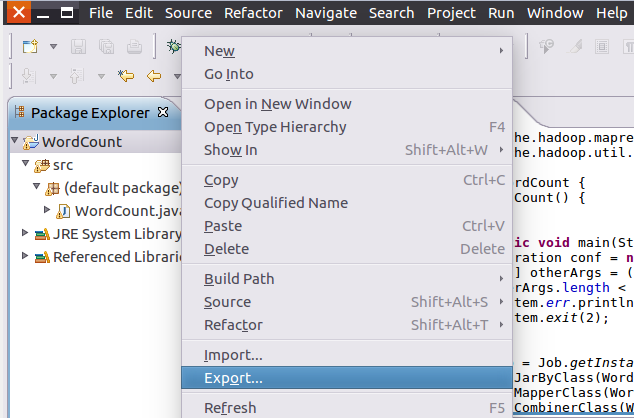 File Edit Source Refactor Navigate Search Project Run Window Help
Package Explorer
WordCount
src
(default package)
WordCount.java
JRE System Library
Referenced Librarie
New
Go Into
Open in New Window
Open Type Hierarchy F4
Show In Shift+Alt+W
Copy Ctrl+C
Copy Qualified Name
Paste Ctrl+V
Delete Delete
Build Path
Source Shift+Alt+S
Refactor Shift+Alt+T
Import...
Export...
Refresh F5
he.hadoop.mapre
he.hadoop.util.
rdCount {
Count() {
ic void main(St
ration conf = n
] otherArgs = (
rArgs.length <
tem.err.println
tem.exit(2);
= Job.getInsta
JarByClass(Word
MapperClass(Wor
CombinerClass(W